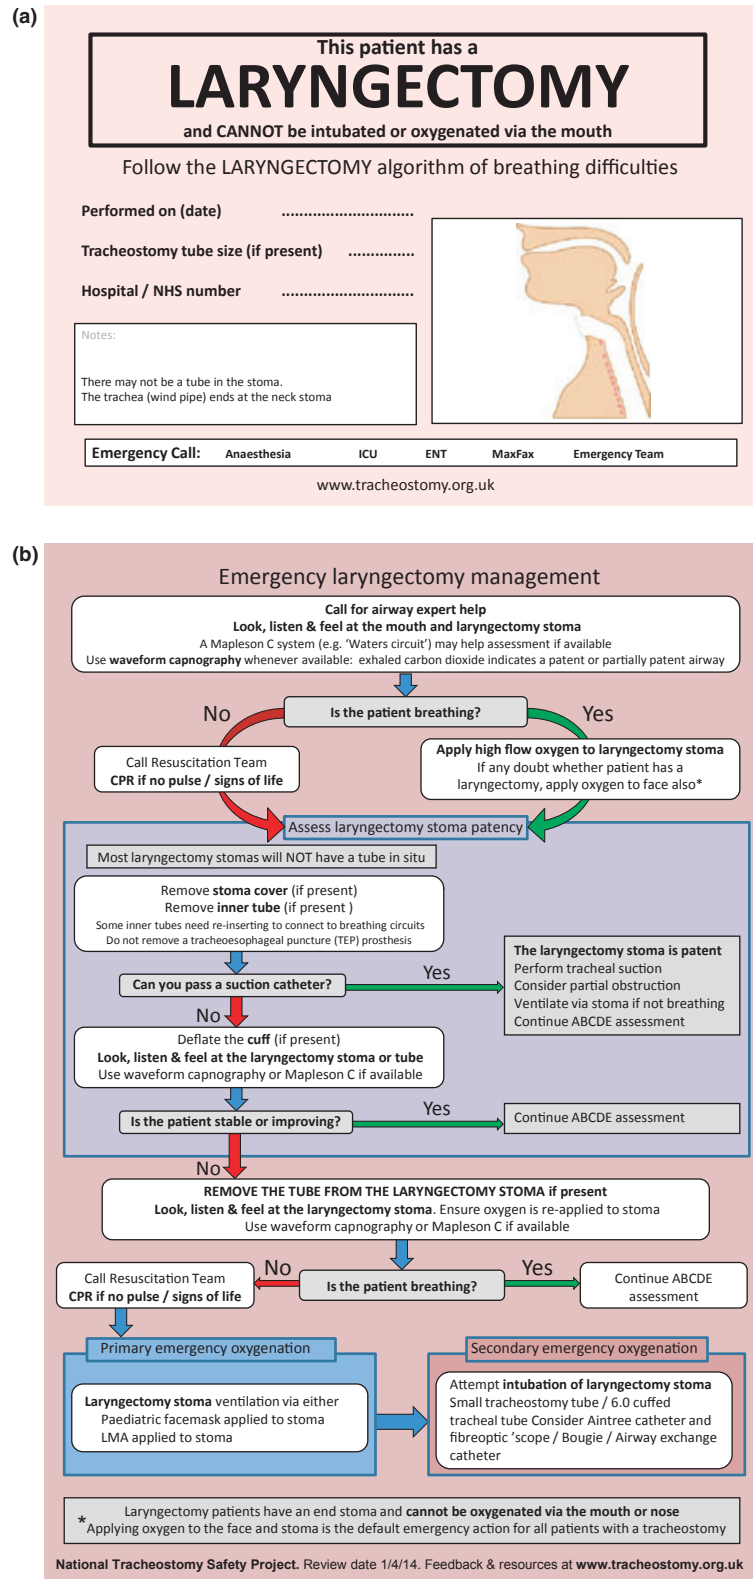 (a)
This patient has a
LARYNGECTOMY
and CANNOT be intubated or oxygenated via the mouth
Follow the LARYNGECTOMY algorithm of breathing difficulties
Performed on (date) ..............................
Tracheostomy tube size (if present) ...............
Hospital / NHS number ..............................
Notes:
There may not be a tube in the stoma.
The trachea (wind pipe) ends at the neck stoma
Emergency Call: Anaesthesia ICU ENT MaxFax Emergency Team
www.tracheostomy.org.uk
(b)
Emergency laryngectomy management
Call for airway expert help
Look, listen & feel at the mouth and laryngectomy stoma
A Mapleson C system (e.g. ‘Waters circuit’) may help assessment if available
Use waveform capnography whenever available: exhaled carbon dioxide indicates a patent or partially patent airway
No
Is the patient breathing?
Yes
Call Resuscitation Team
CPR if no pulse / signs of life
Apply high flow oxygen to laryngectomy stoma
If any doubt whether patient has a
laryngectomy, apply oxygen to face also*
Assess laryngectomy stoma patency
Most laryngectomy stomas will NOT have a tube in situ
Remove stoma cover (if present)
Remove inner tube (if present )
Some inner tubes need re-inserting to connect to breathing circuits
Do not remove a tracheoesophageal puncture (TEP) prosthesis
Can you pass a suction catheter?
Yes
The laryngectomy stoma is patent
Perform tracheal suction
Consider partial obstruction
Ventilate via stoma if not breathing
Continue ABCDE assessment
No
Deflate the cuff (if present)
Look, listen & feel at the laryngectomy stoma or tube
Use waveform capnography or Mapleson C if available
Is the patient stable or improving?
Yes
Continue ABCDE assessment
No
REMOVE THE TUBE FROM THE LARYNGECTOMY STOMA if present
Look, listen & feel at the laryngectomy stoma. Ensure oxygen is re-applied to stoma
Use waveform capnography or Mapleson C if available
Call Resuscitation Team
CPR if no pulse / signs of life
No
Is the patient breathing?
Yes
Continue ABCDE
assessment
Primary emergency oxygenation
Laryngectomy stoma ventilation via either
Paediatric facemask applied to stoma
LMA applied to stoma
Secondary emergency oxygenation
Attempt intubation of laryngectomy stoma
Small tracheostomy tube / 6.0 cuffed
tracheal tube Consider Aintree catheter and
fibreoptic ’scope / Bougie / Airway exchange
catheter
Laryngectomy patients have an end stoma and cannot be oxygenated via the mouth or nose
*Applying oxygen to the face and stoma is the default emergency action for all patients with a tracheostomy
National Tracheostomy Safety Project. Review date 1/4/14. Feedback & resources at www.tracheostomy.org.uk